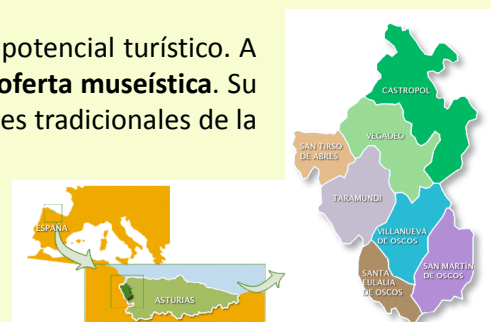 potencial turístico. A
oferta museística. Su
es tradicionales de la
CASTROPOL
VEGADEO
SAN TIRSO
DE ABRES
TARAMUNDI
VILLANUEVA
DE OSCOS
SANTA
EULALIA
DE OSCOS
SAN MARTÍN
DE OSCOS
ESPAÑA
ASTURIAS